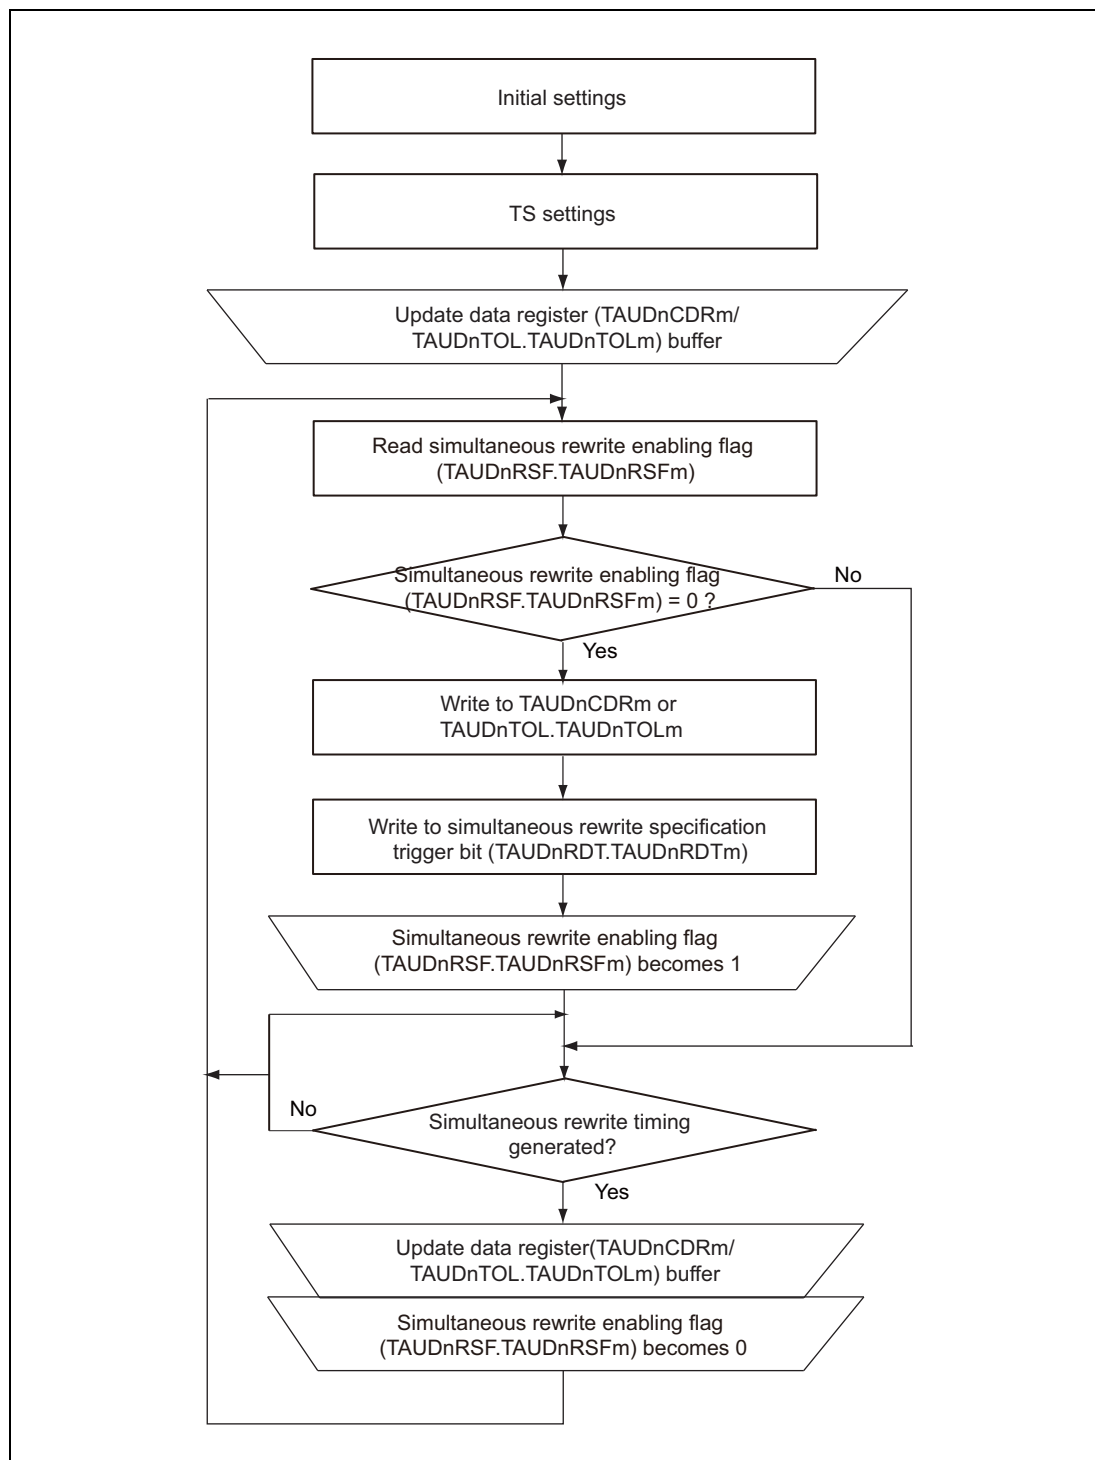 Initial settings
TS settings
Update data register (TAUDnCDRm/
TAUDnTOL.TAUDnTOLm) buffer
Read simultaneous rewrite enabling flag
(TAUDnRSF.TAUDnRSFm)
Simultaneous rewrite enabling flag
(TAUDnRSF.TAUDnRSFm) = 0 ?
No
Yes
Write to TAUDnCDRm or
TAUDnTOL.TAUDnTOLm
Write to simultaneous rewrite specification
trigger bit (TAUDnRDT.TAUDnRDTm)
Simultaneous rewrite enabling flag
(TAUDnRSF.TAUDnRSFm) becomes 1
No
Simultaneous rewrite timing
generated?
Yes
Update data register(TAUDnCDRm/
TAUDnTOL.TAUDnTOLm) buffer
Simultaneous rewrite enabling flag
(TAUDnRSF.TAUDnRSFm) becomes 0